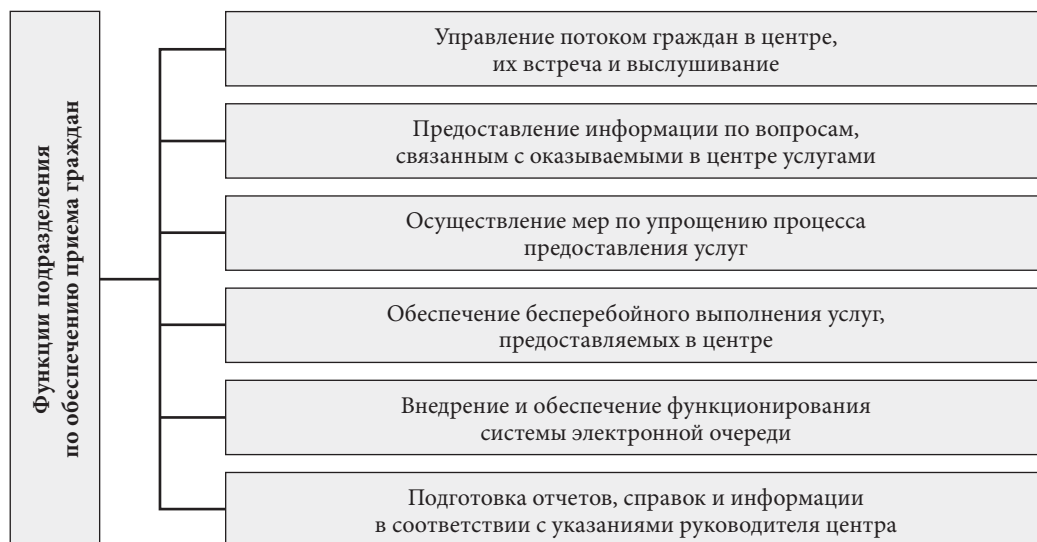 Функции подразделения
по обеспечению приема граждан
Управление потоком граждан в центре,
их встреча и выслушивание
Предоставление информации по вопросам,
связанным с оказываемыми в центре услугами
Осуществление мер по упрощению процесса
предоставления услуг
Обеспечение бесперебойного выполнения услуг,
предоставляемых в центре
Внедрение и обеспечение функционирования
системы электронной очереди
Подготовка отчетов, справок и информации
в соответствии с указаниями руководителя центра